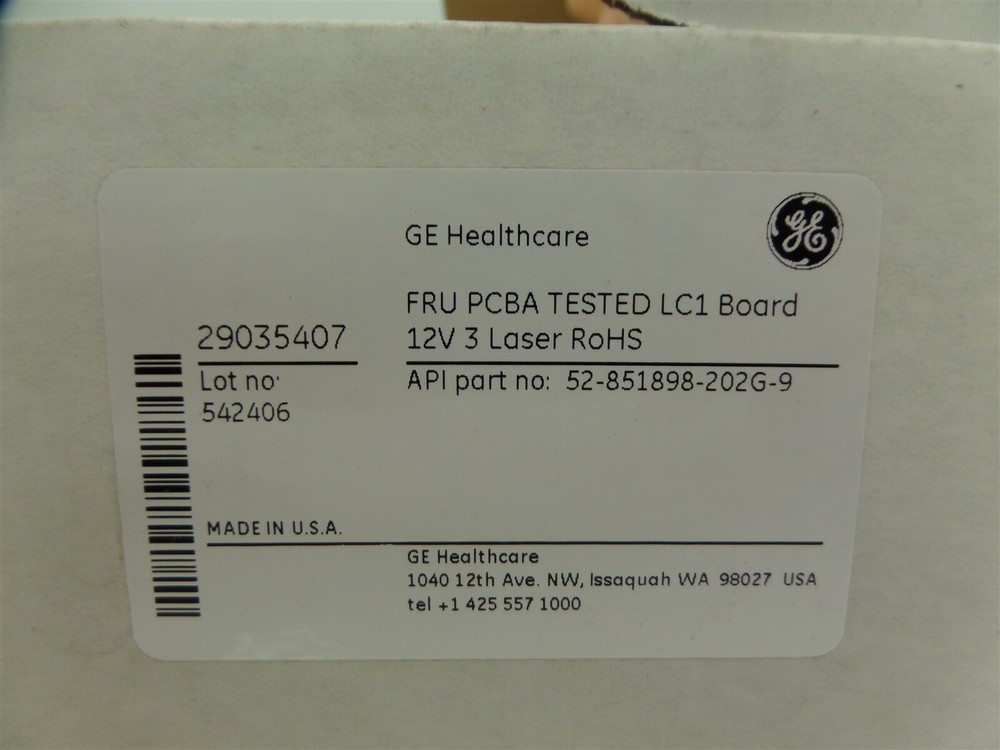 GE Healthcare
GE
FRU PCBA TESTED LC1 Board
12V 3 Laser RoHS
29035407
Lot no.
542406
API part no: 52-851898-202G-9
MADE IN U.S.A.
GE Healthcare
1040 12th Ave. NW, Issaquah WA 98027 USA
tel +1 425 557 1000